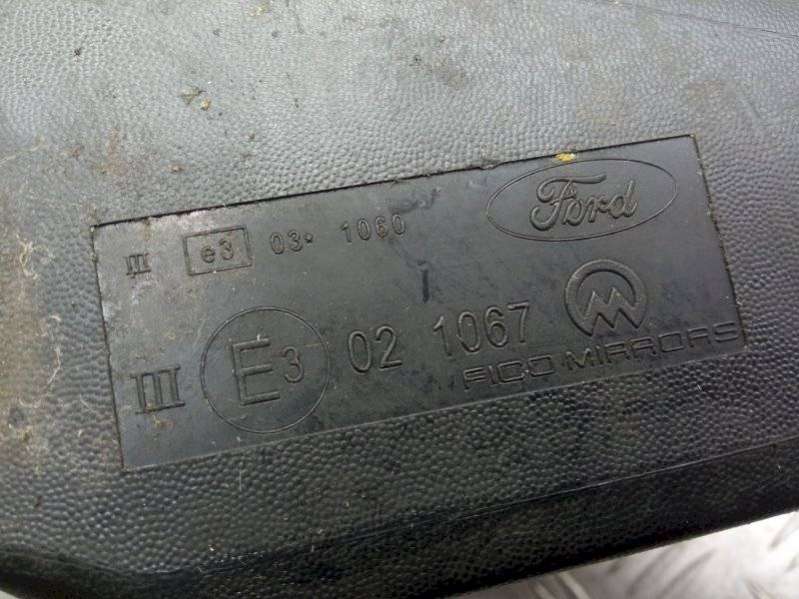 Ford
III e3 03• 1060
III E3 02 1067
FICO MIRRORS